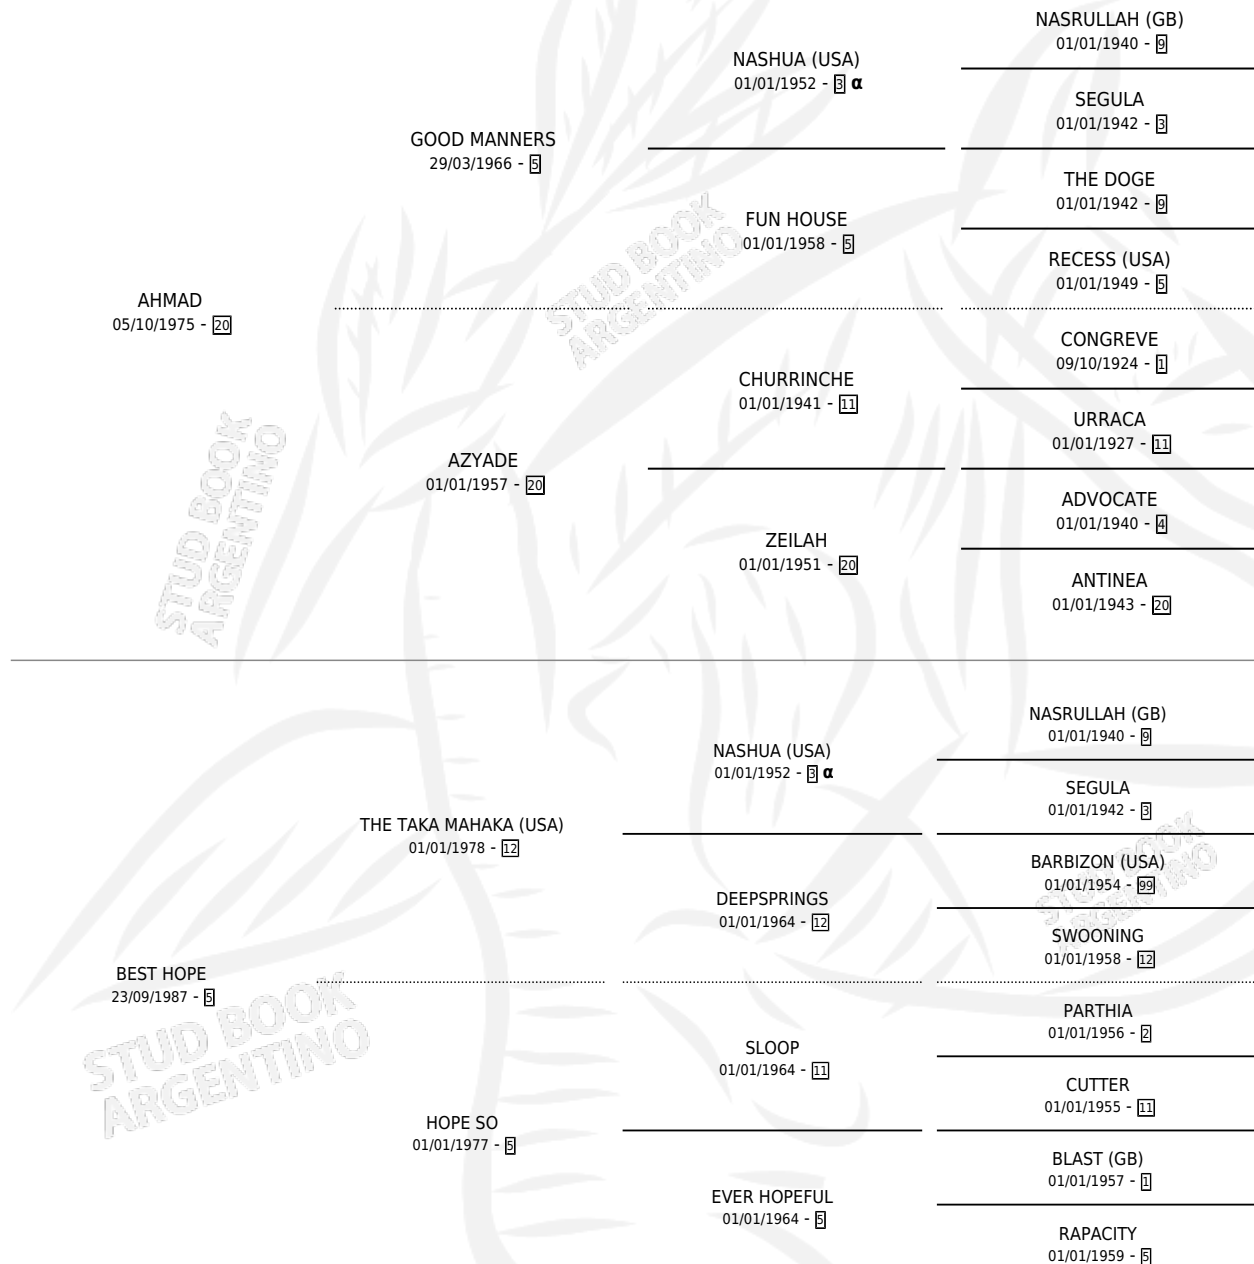 NASRULLAH (GB)
01/01/1940 - 9
NASHUA (USA)
01/01/1952 - 3 α
SEGULA
01/01/1942 - 3
GOOD MANNERS
29/03/1966 - 5
THE DOGE
01/01/1942 - 9
FUN HOUSE
01/01/1958 - 5
RECESS (USA)
01/01/1949 - 5
AHMAD
05/10/1975 - 20
CONGREVE
09/10/1924 - 1
CHURRINCHE
01/01/1941 - 11
URRACA
01/01/1927 - 11
AZYADE
01/01/1957 - 20
ADVOCATE
01/01/1940 - 4
ZEILAH
01/01/1951 - 20
ANTINEA
01/01/1943 - 20
NASRULLAH (GB)
01/01/1940 - 9
NASHUA (USA)
01/01/1952 - 3 α
SEGULA
01/01/1942 - 3
THE TAKA MAHAKA (USA)
01/01/1978 - 12
BARBIZON (USA)
01/01/1954 - 99
DEEPSPRINGS
01/01/1964 - 12
SWOONING
01/01/1958 - 12
BEST HOPE
23/09/1987 - 5
PARTHIA
01/01/1956 - 2
SLOOP
01/01/1964 - 11
CUTTER
01/01/1955 - 11
HOPE SO
01/01/1977 - 5
BLAST (GB)
01/01/1957 - 1
EVER HOPEFUL
01/01/1964 - 5
RAPACITY
01/01/1959 - 5
STUD BOOK
ARGENTINO
STUD BOOK
ARGENTINO
STUD BOOK
ARGENTINO
STUD BOOK
ARGENTINO